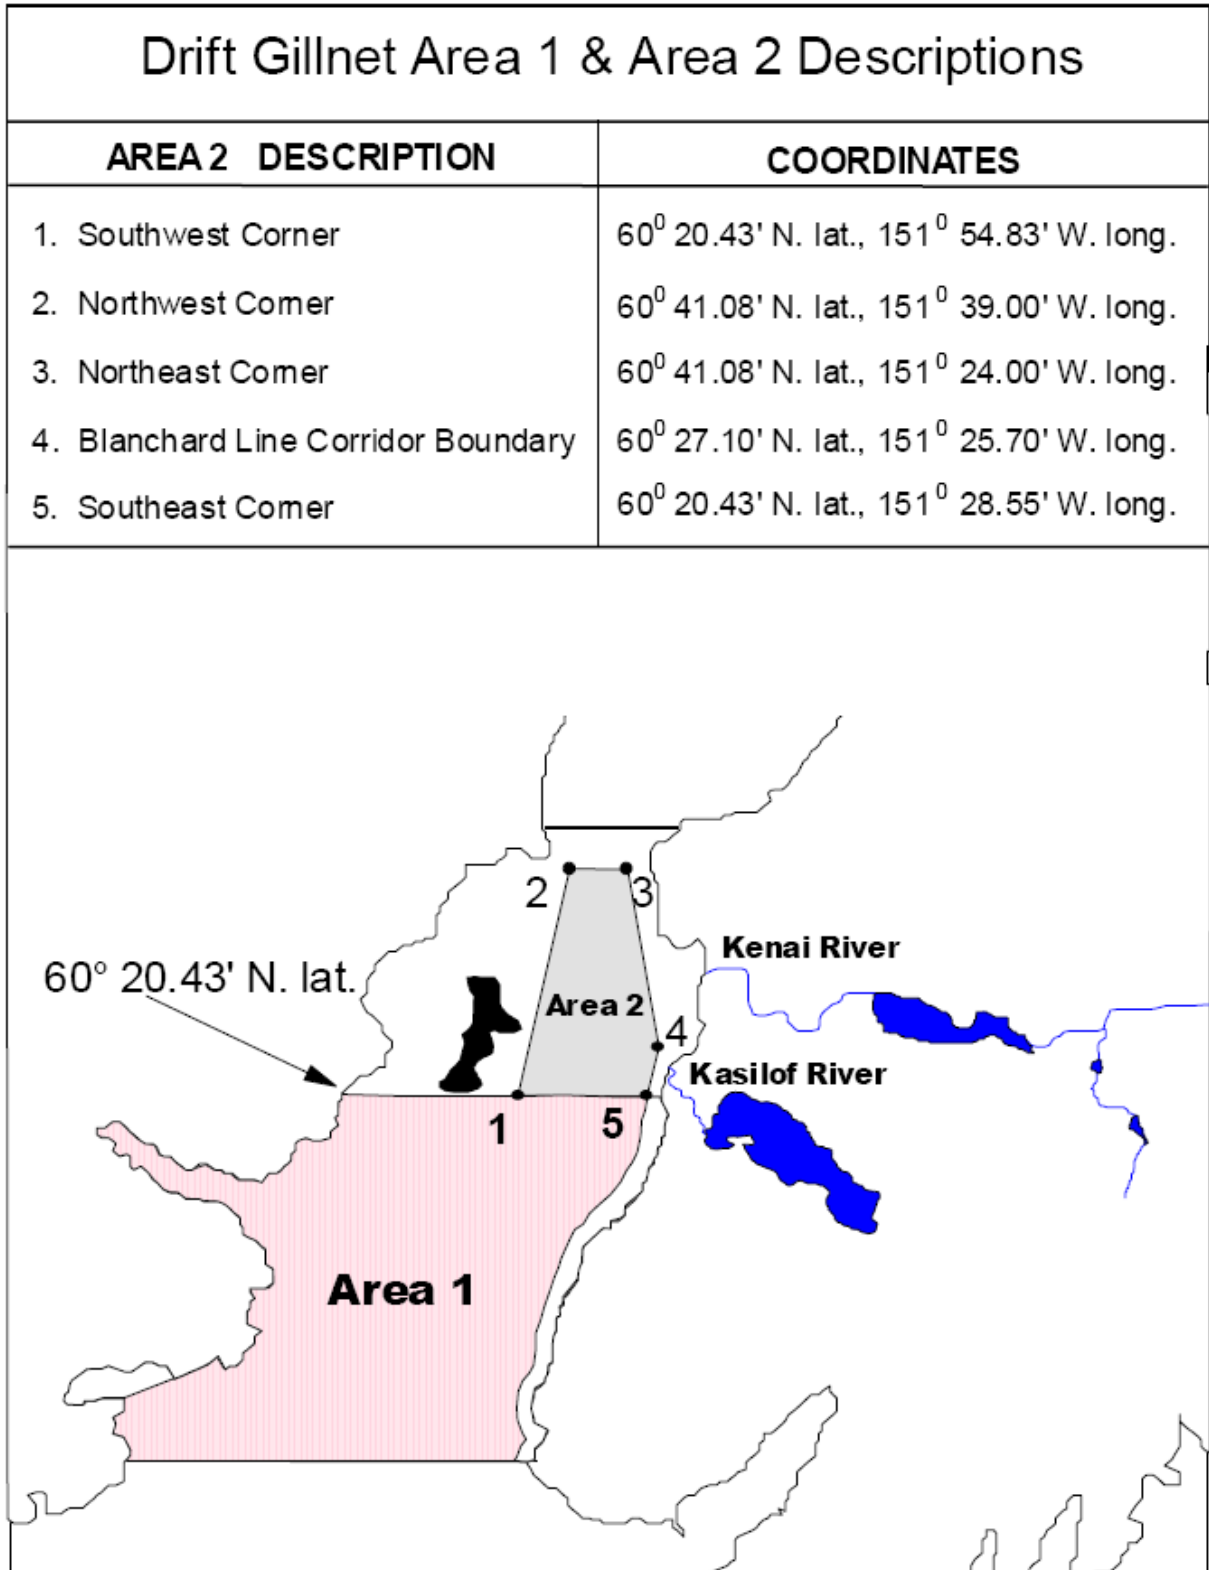 Drift Gillnet Area 1 & Area 2 Descriptions
AREA 2 DESCRIPTION COORDINATES
1. Southwest Corner 60⁰ 20.43' N. lat., 151⁰ 54.83' W. long.
2. Northwest Corner 60⁰ 41.08' N. lat., 151⁰ 39.00' W. long.
3. Northeast Corner 60⁰ 41.08' N. lat., 151⁰ 24.00' W. long.
4. Blanchard Line Corridor Boundary 60⁰ 27.10' N. lat., 151⁰ 25.70' W. long.
5. Southeast Corner 60⁰ 20.43' N. lat., 151⁰ 28.55' W. long.
2 3
Kenai River
60° 20.43' N. lat.
Area 2
4
Kasilof River
1 5
Area 1